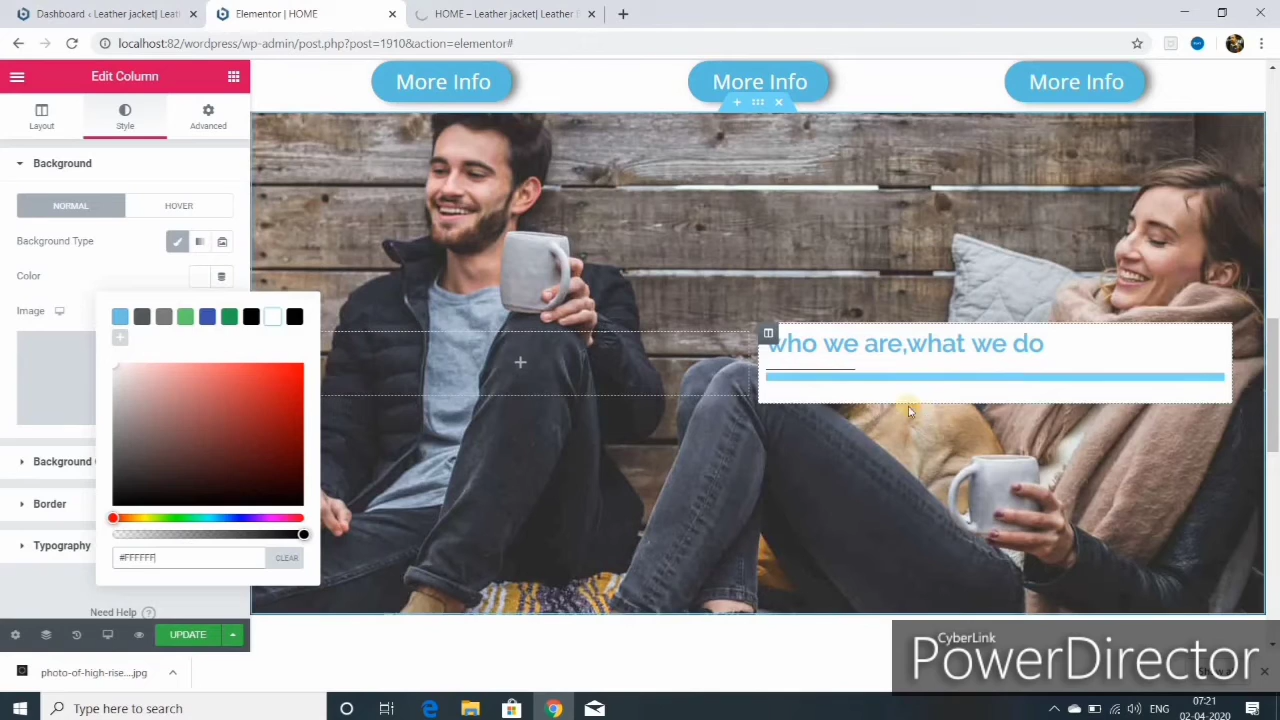 Dashboard ‹ Leather jacket| Leat
Elementor | HOME
HOME – Leather jacket| Leather
localhost:82/wordpress/wp-admin/post.php?post=1910&action=elementor#
Edit Column
Layout
Style
Advanced
Background
NORMAL
HOVER
Background Type
Color
Image
Background
Border
Typography
#FFFFFF
CLEAR
Need Help
UPDATE
More Info
More Info
More Info
who we are,what we do
photo-of-high-rise....jpg
CyberLink
PowerDirector
Type here to search
ENG
07:21
02-04-2020